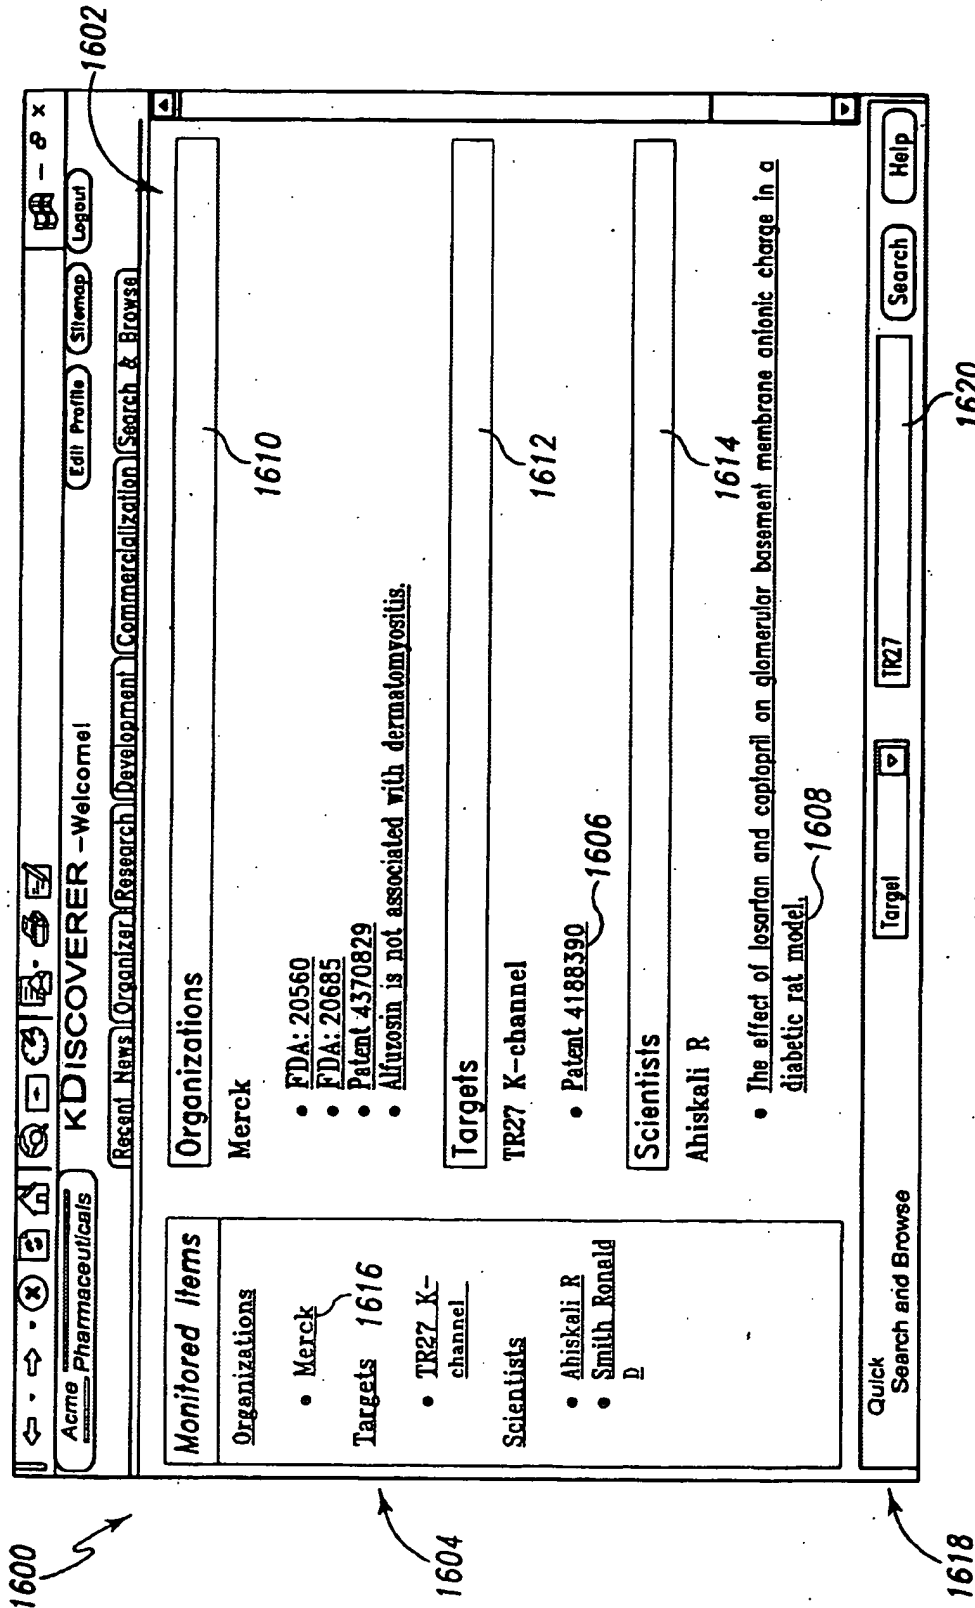 1600
1602
Acme Pharmaceuticals
KDISCOVERER -Welcome!
Edit Profile
Sitemap
Logout
Recent News
Organizer
Research
Development
Commercialization
Search & Browse
Monitored Items
Organizations
• Merck
1616
Targets
• TR27 K-
channel
Scientists
• Ahiskali R
• Smith Ronald
D
1604
Organizations
1610
Merck
• FDA: 20560
• FDA: 20685
• Patent 4370829
• Alfuzosin is not associated with dermatomyositis.
Targets
1612
TR27 K-channel
• Patent 4188390
1606
Scientists
1614
Ahiskali R
• The effect of losartan and captopril on glomerular basement membrane anionic charge in a
diabetic rat model.
1608
Quick
Search and Browse
Target
TR27
Search
Help
1618
1620